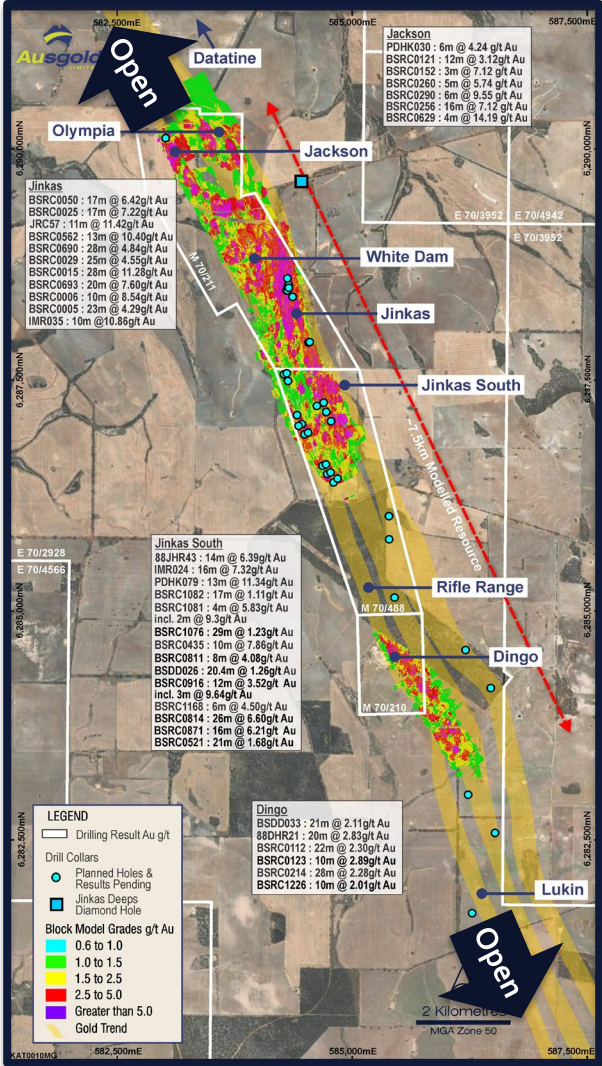 582,500mE
585,000mE
587,500mE
Ausgold
LIMITED
Open
Datatine
Jackson
PDHK030 : 6m @ 4.24 g/t Au
BSRC0121 : 12m @ 3.12g/t Au
BSRC0152 : 3m @ 7.12 g/t Au
BSRC0260 : 5m @ 5.74 g/t Au
BSRC0290 : 6m @ 9.55 g/t Au
BSRC0256 : 16m @ 7.12 g/t Au
BSRC0629 : 4m @ 14.19 g/t Au
Olympia
Jackson
6,290,000mN
6,290,000mN
Jinkas
BSRC0050 : 17m @ 6.42g/t Au
BSRC0025 : 17m @ 7.22g/t Au
JRC57 : 11m @ 11.42g/t Au
BSRC0562 : 13m @ 10.40g/t Au
BSRC0690 : 28m @ 4.84g/t Au
BSRC0029 : 25m @ 4.55g/t Au
BSRC0015 : 28m @ 11.28g/t Au
BSRC0693 : 20m @ 7.60g/t Au
BSRC0006 : 10m @ 8.54g/t Au
BSRC0005 : 23m @ 4.29g/t Au
IMR035 : 10m @10.86g/t Au
E 70/3952
E 70/4942
E 70/3952
M 70/211
White Dam
Jinkas
Jinkas South
6,287,500mN
6,287,500mN
~7.5km Modelled Resource
Jinkas South
88JHR43 : 14m @ 6.39g/t Au
IMR024 : 16m @ 7.32g/t Au
PDHK079 : 13m @ 11.34g/t Au
BSRC1082 : 17m @ 1.11g/t Au
BSRC1081 : 4m @ 5.83g/t Au
incl. 2m @ 9.3g/t Au
BSRC1076 : 29m @ 1.23g/t Au
BSRC0435 : 10m @ 7.86g/t Au
BSRC0811 : 8m @ 4.08g/t Au
BSDD026 : 20.4m @ 1.26g/t Au
BSRC0916 : 12m @ 3.52g/t Au
incl. 3m @ 9.64g/t Au
BSRC1168 : 6m @ 4.50g/t Au
BSRC0814 : 26m @ 6.60g/t Au
BSRC0871 : 16m @ 6.21g/t Au
BSRC0521 : 21m @ 1.68g/t Au
E 70/2928
E 70/4566
Rifle Range
M 70/488
6,285,000mN
6,285,000mN
Dingo
M 70/210
Dingo
BSDD033 : 21m @ 2.11g/t Au
88DHR21 : 20m @ 2.83g/t Au
BSRC0112 : 22m @ 2.30g/t Au
BSRC0123 : 10m @ 2.89g/t Au
BSRC0214 : 28m @ 2.28g/t Au
BSRC1226 : 10m @ 2.01g/t Au
6,282,500mN
6,282,500mN
LEGEND
Drilling Result Au g/t
Drill Collars
Planned Holes &
Results Pending
Jinkas Deeps
Diamond Hole
Block Model Grades g/t Au
0.6 to 1.0
1.0 to 1.5
1.5 to 2.5
2.5 to 5.0
Greater than 5.0
Gold Trend
Lukin
Open
2 Kilometres
MGA Zone 50
KAT0010MG
582,500mE
585,000mE
587,500mE